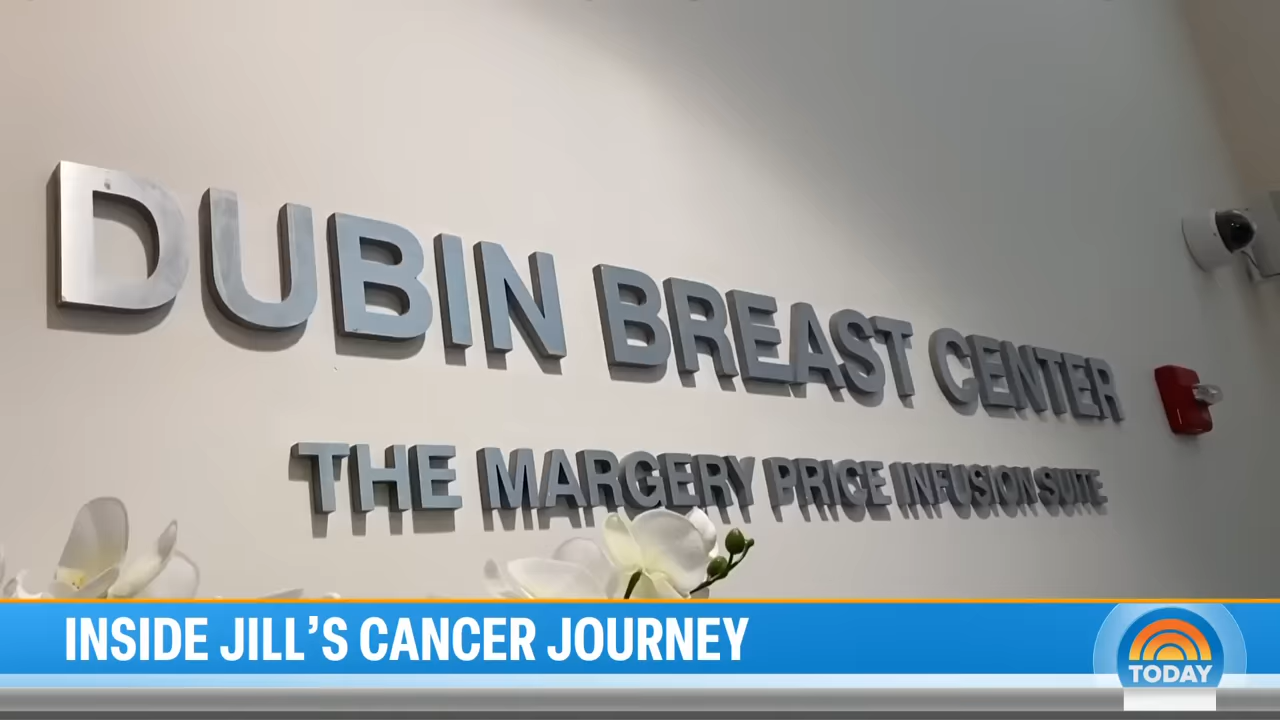 DUBIN BREAST CENTER
THE MARGERY PRICE INFUSION SUITE
INSIDE JILL'S CANCER JOURNEY
TODAY